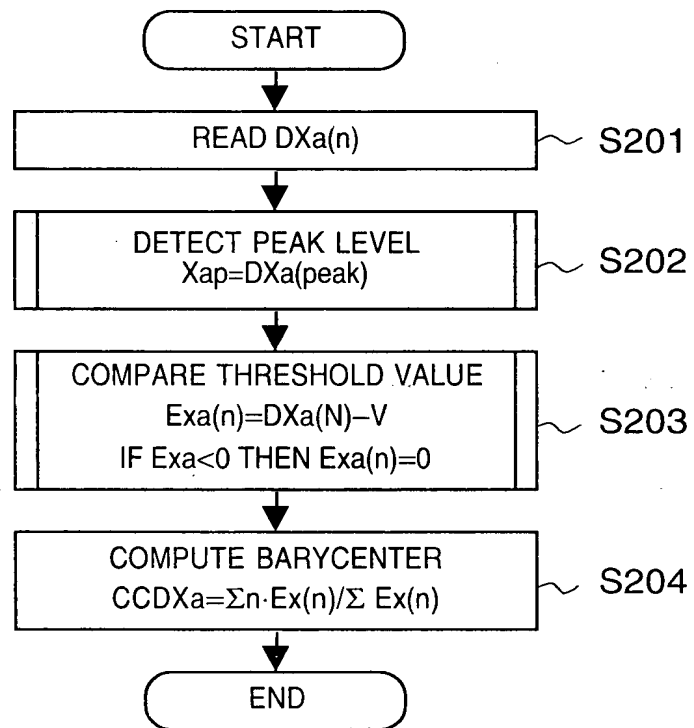 START
READ DXa(n)
S201
DETECT PEAK LEVEL
Xap=DXa(peak)
S202
COMPARE THRESHOLD VALUE
Exa(n)=DXa(N)–V
IF Exa<0 THEN Exa(n)=0
S203
COMPUTE BARYCENTER
CCDXa=Σn·Ex(n)/Σ Ex(n)
S204
END